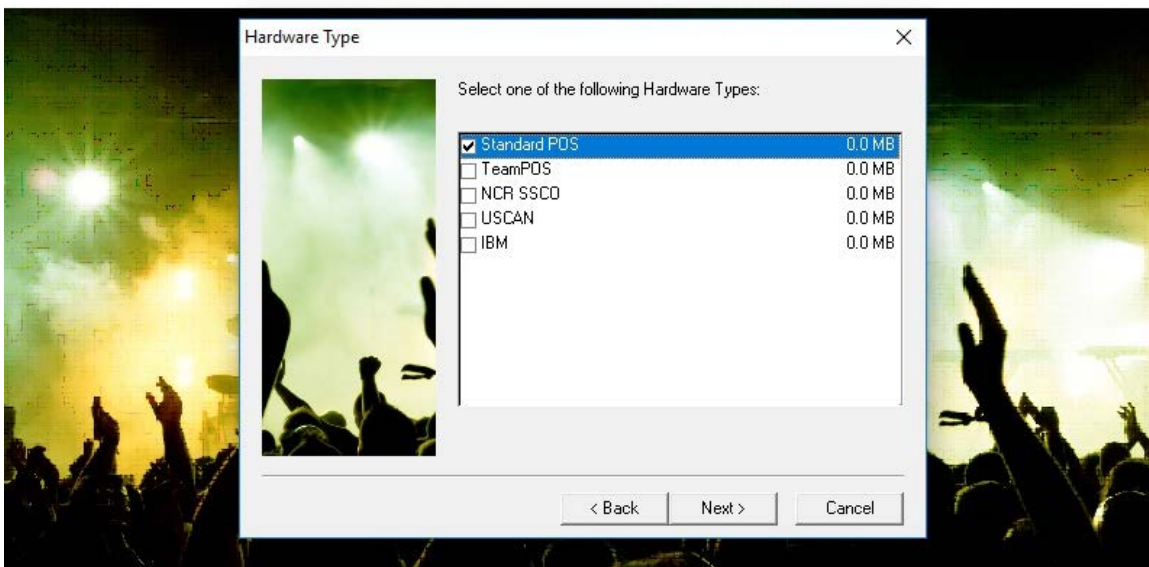 Hardware Type
Select one of the following Hardware Types:
Standard POS 0.0 MB
TeamPOS 0.0 MB
NCR SSCO 0.0 MB
USCAN 0.0 MB
IBM 0.0 MB
< Back Next > Cancel